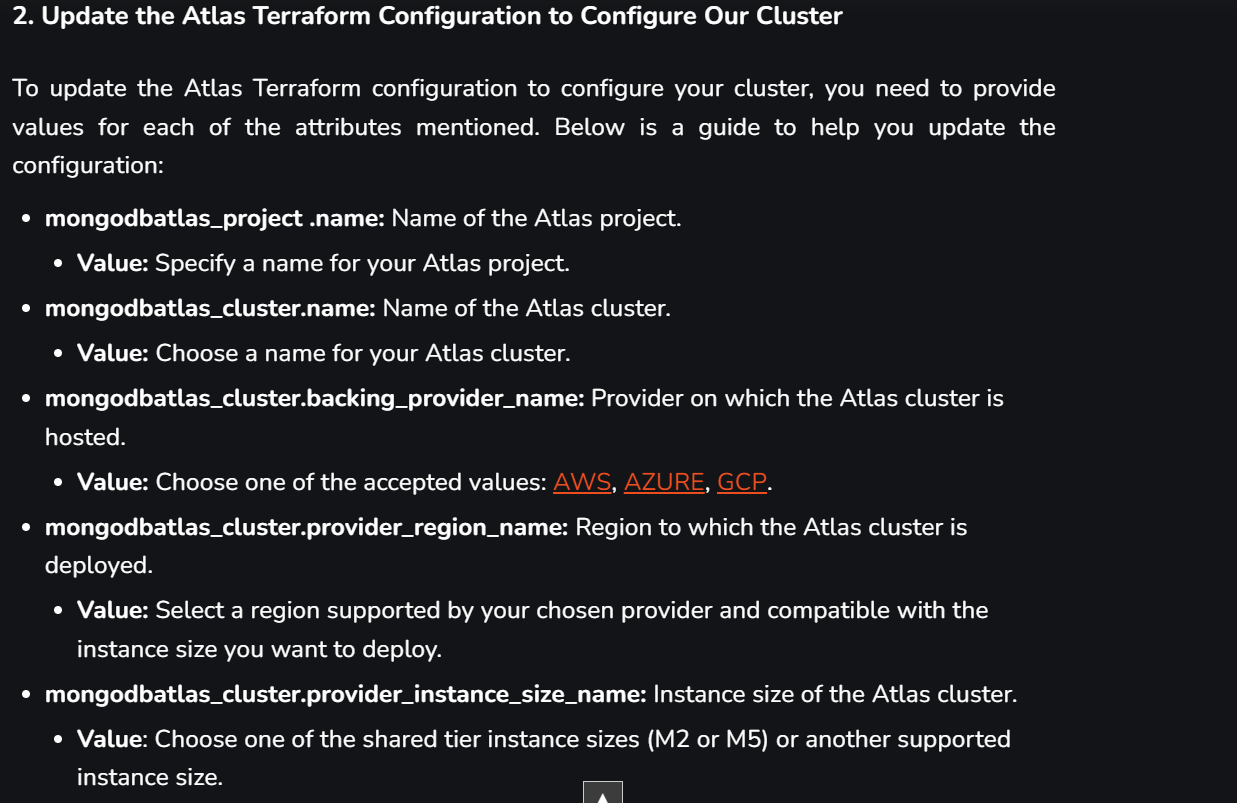 2. Update the Atlas Terraform Configuration to Configure Our Cluster
To update the Atlas Terraform configuration to configure your cluster, you need to provide
values for each of the attributes mentioned. Below is a guide to help you update the
configuration:
• mongodbatlas_project .name: Name of the Atlas project.
• Value: Specify a name for your Atlas project.
• mongodbatlas_cluster.name: Name of the Atlas cluster.
• Value: Choose a name for your Atlas cluster.
• mongodbatlas_cluster.backing_provider_name: Provider on which the Atlas cluster is
hosted.
• Value: Choose one of the accepted values: AWS, AZURE, GCP.
• mongodbatlas_cluster.provider_region_name: Region to which the Atlas cluster is
deployed.
• Value: Select a region supported by your chosen provider and compatible with the
instance size you want to deploy.
• mongodbatlas_cluster.provider_instance_size_name: Instance size of the Atlas cluster.
• Value: Choose one of the shared tier instance sizes (M2 or M5) or another supported
instance size.